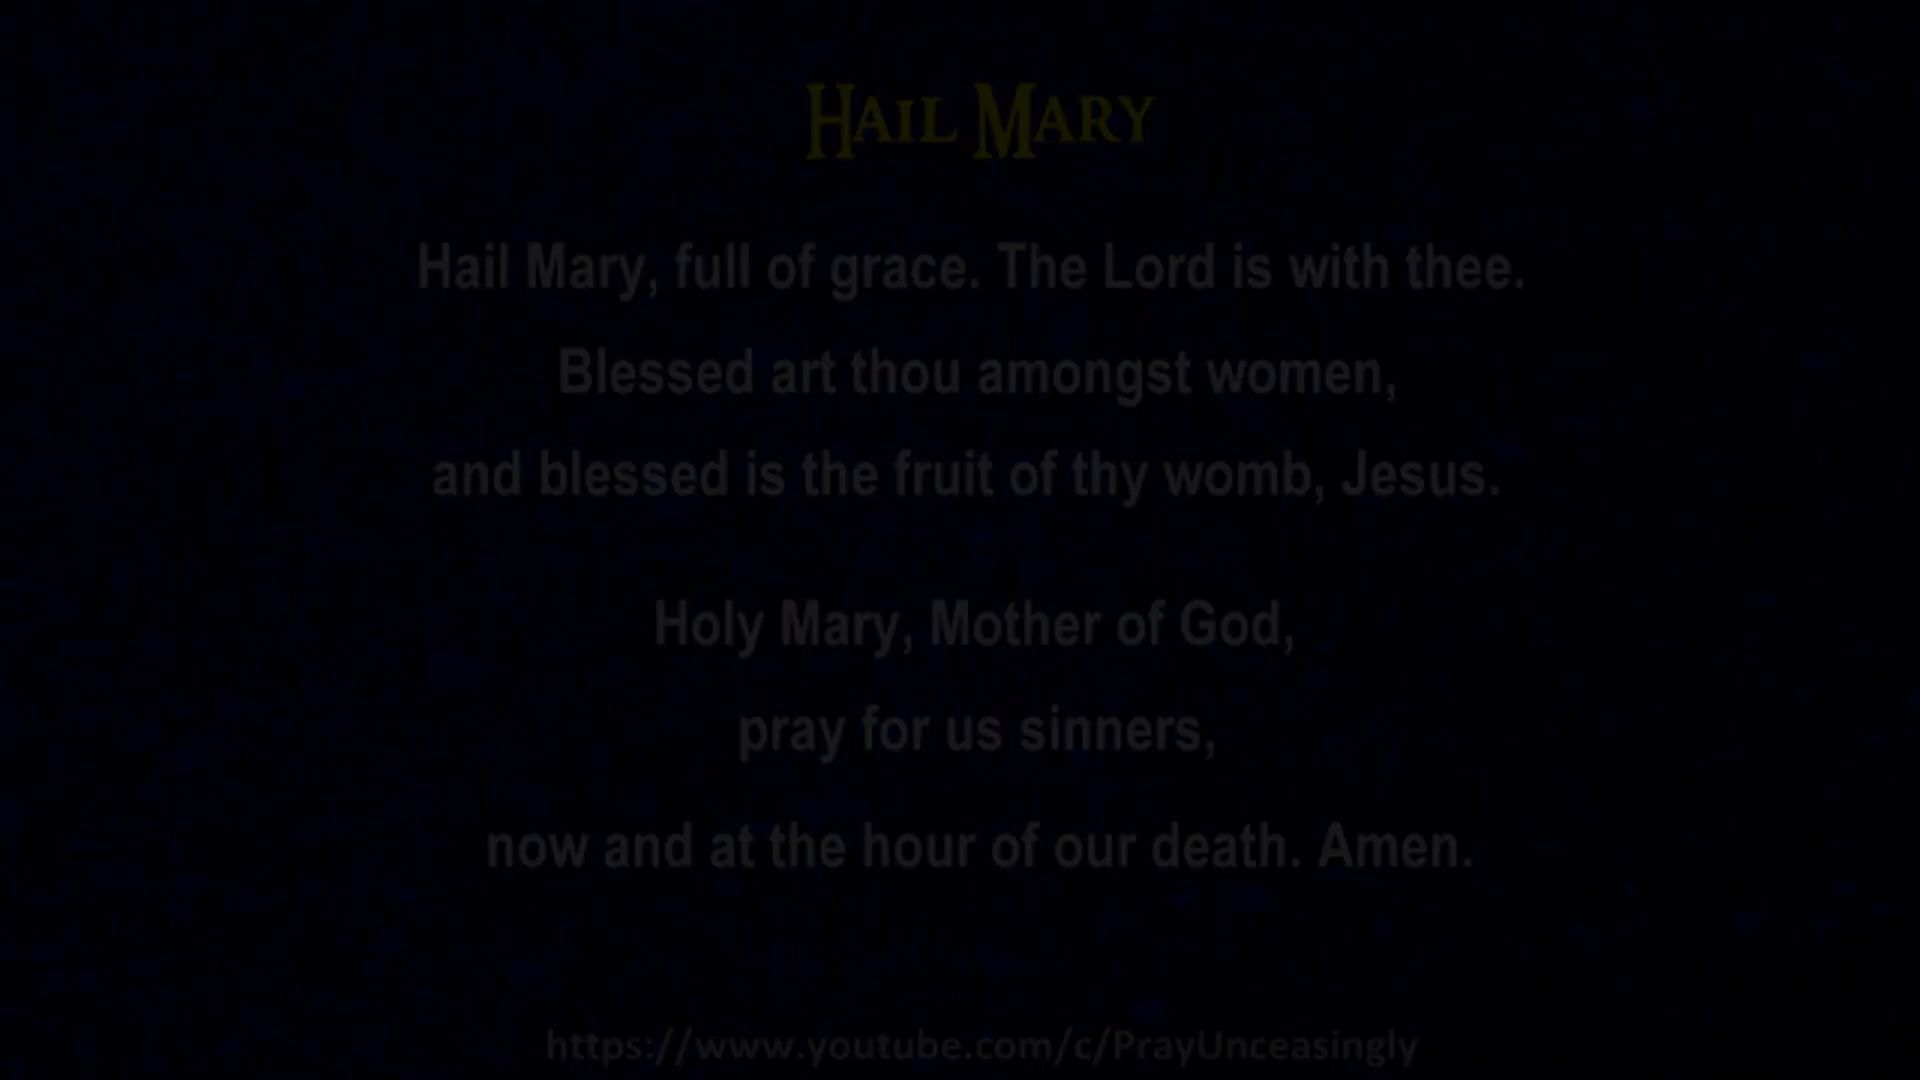 HAIL MARY
Hail Mary, full of grace. The Lord is with thee.
Blessed art thou amongst women,
and blessed is the fruit of thy womb, Jesus.
Holy Mary, Mother of God,
pray for us sinners,
now and at the hour of our death. Amen.
https://www.youtube.com/c/PrayUnceasingly